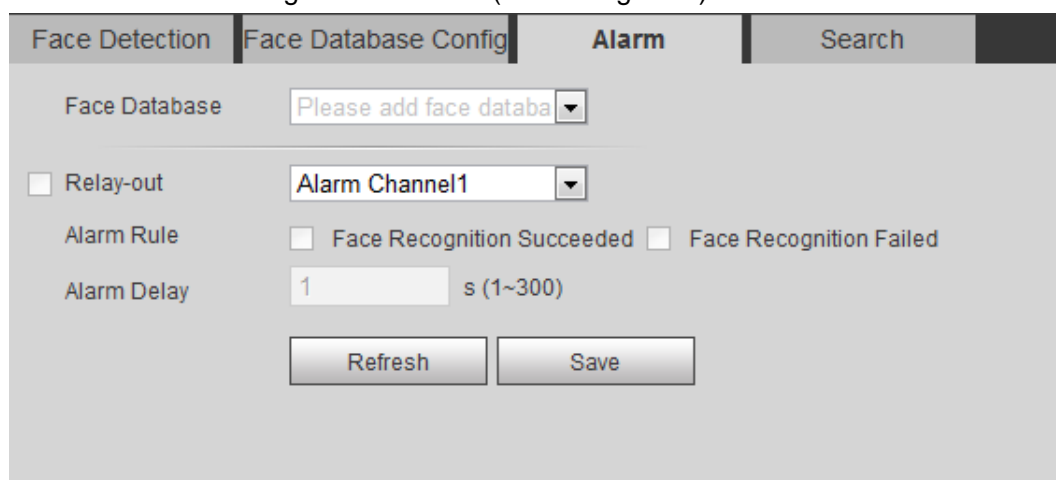 Face Detection Face Database Config Alarm Search
Face Database Please add face databa
Relay-out Alarm Channel1
Alarm Rule Face Recognition Succeeded Face Recognition Failed
Alarm Delay 1 s (1~300)
Refresh Save